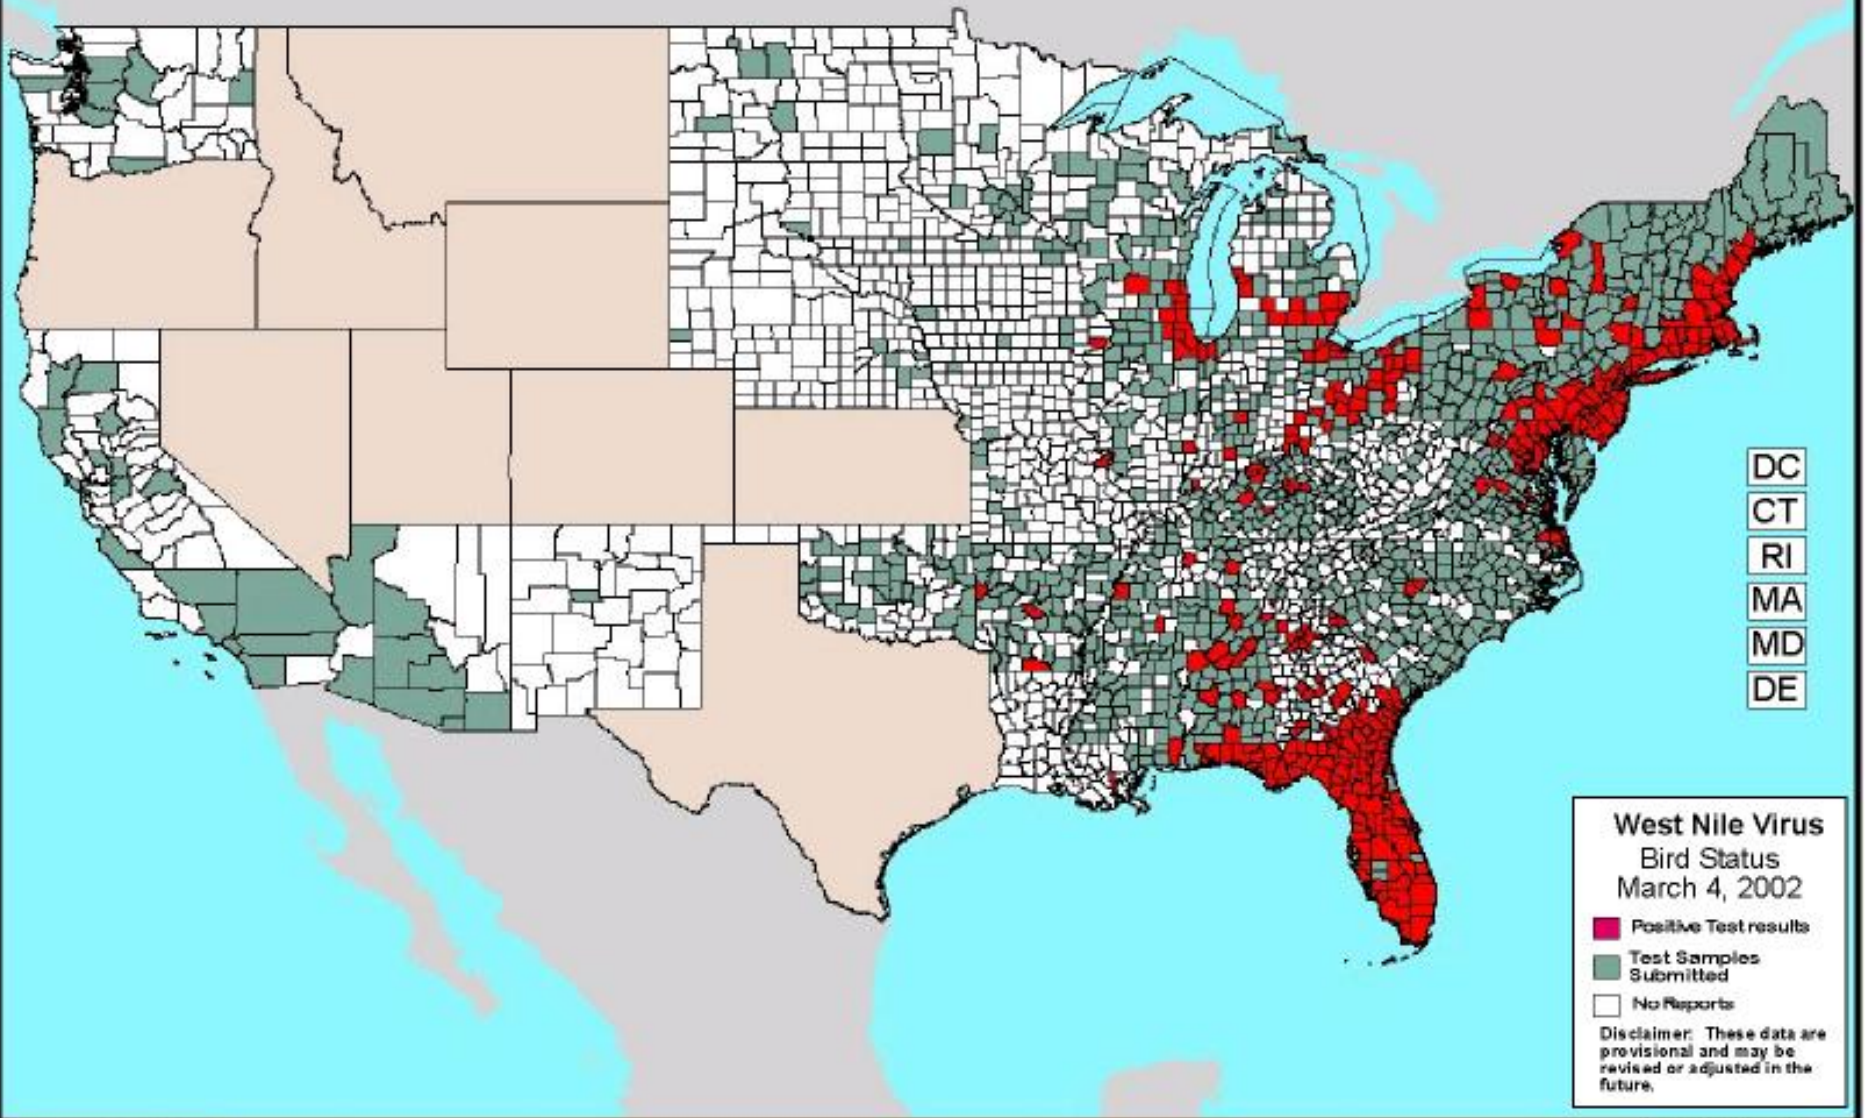 DC
CT
RI
MA
MD
DE
West Nile Virus
Bird Status
March 4, 2002
Positive Test results
Test Samples
Submitted
No Reports
Disclaimer: These data are
provisional and may be
revised or adjusted in the
future.